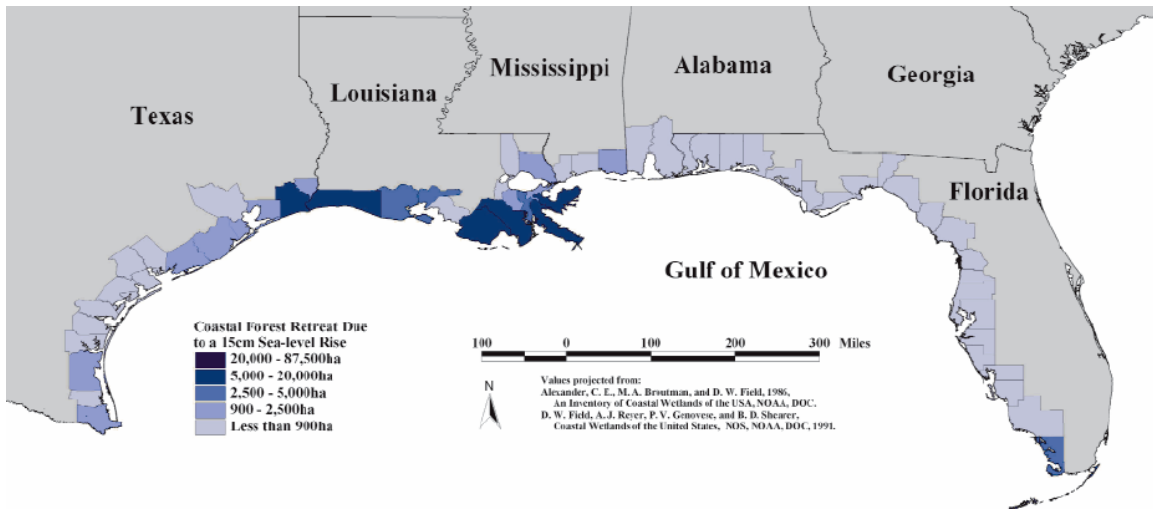 Mississippi
Alabama
Georgia
Louisiana
Texas
Florida
Gulf of Mexico
Coastal Forest Retreat Due
to a 15cm Sea-level Rise
20,000 - 87,500ha
5,000 - 20,000ha
2,500 - 5,000ha
900 - 2,500ha
Less than 900ha
100 0 100 200 300 Miles
N
Values projected from:
Alexander, C. E., M. A. Broutman, and D. W. Field, 1986,
An Inventory of Coastal Wetlands of the USA, NOAA, DOC.
D. W. Field, A. J. Reyer, P. V. Genovese, and B. D. Shearer,
Coastal Wetlands of the United States, NOS, NOAA, DOC, 1991.